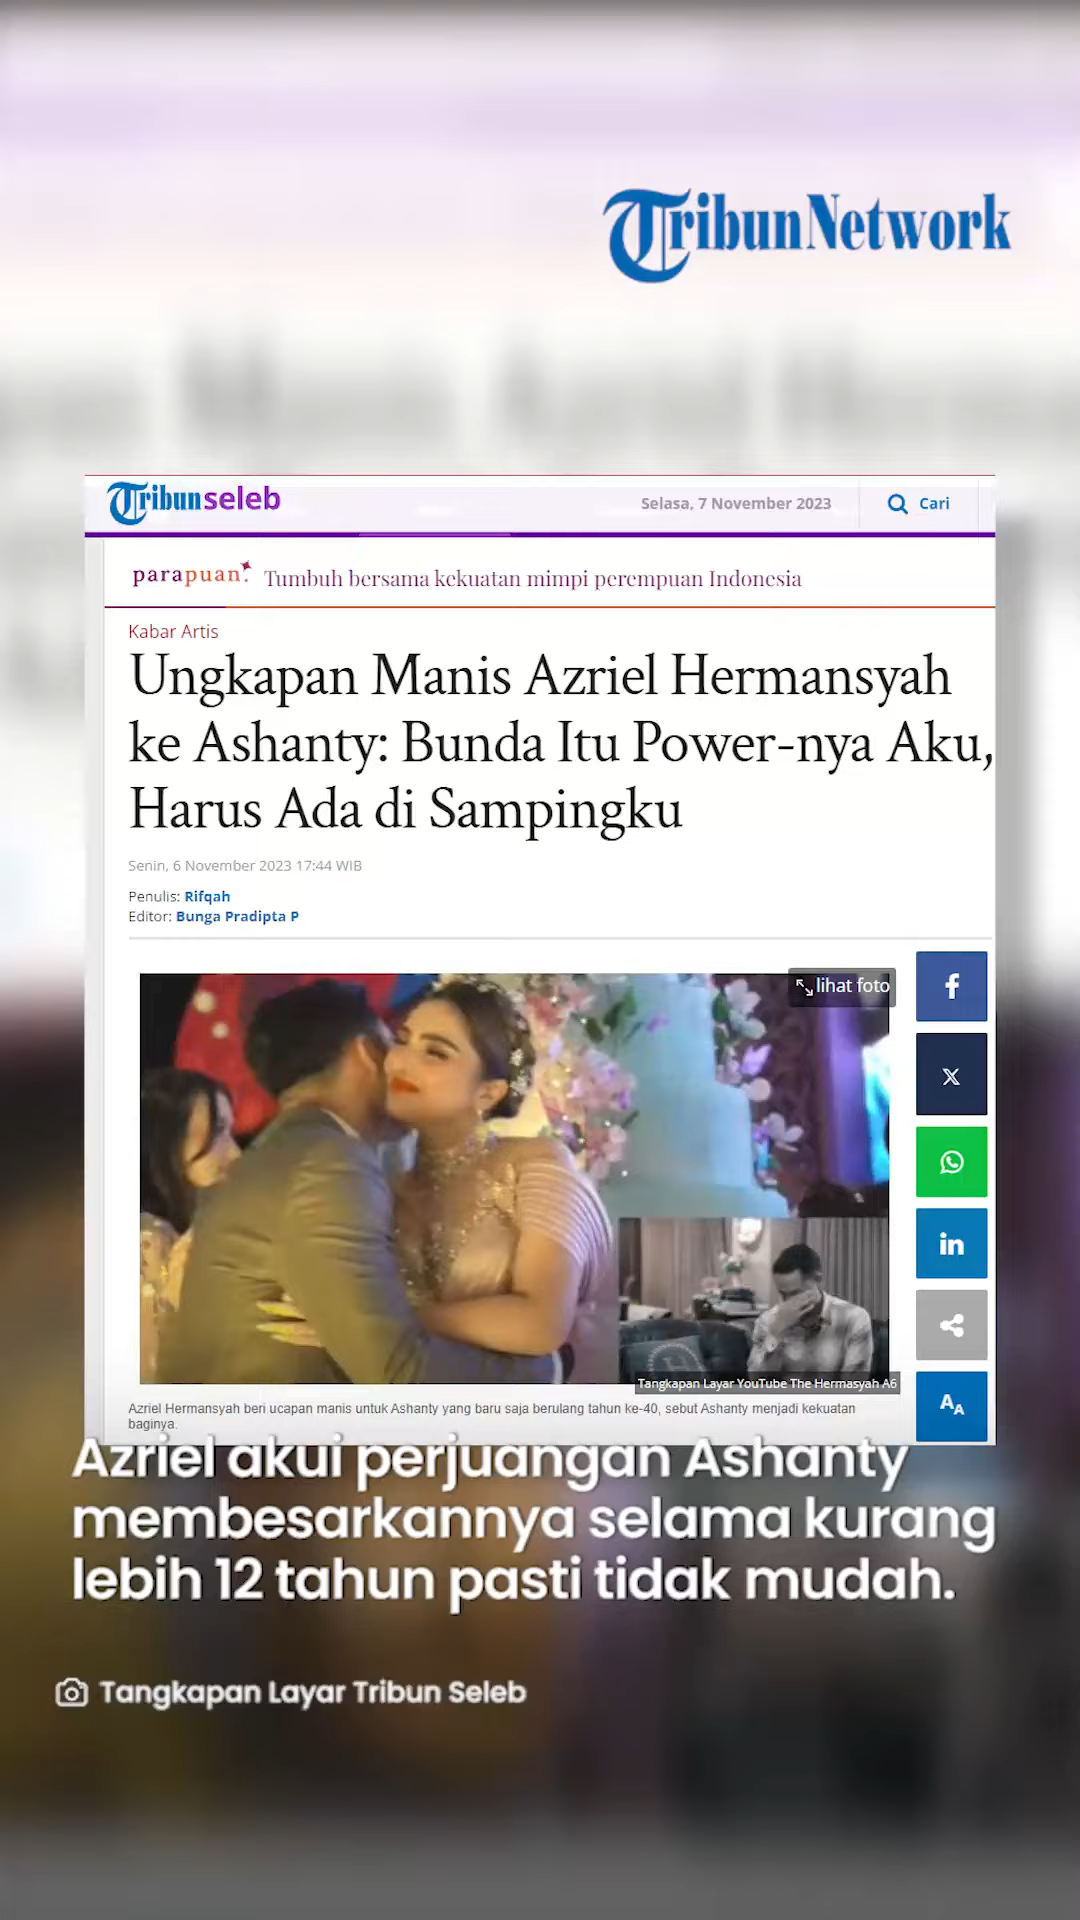 Tribun Network
Tribunseleb
Selasa, 7 November 2023
Cari
parapuan.
Tumbuh bersama kekuatan mimpi perempuan Indonesia
Kabar Artis
Ungkapan Manis Azriel Hermansyah
ke Ashanty: Bunda Itu Power-nya Aku,
Harus Ada di Sampingku
Senin, 6 November 2023 17:44 WIB
Penulis: Rifqah
Editor: Bunga Pradipta P
lihat foto
f
X
in
Tangkapan Layar YouTube The Hermasyah A6
AA
Azriel Hermansyah beri ucapan manis untuk Ashanty yang baru saja berulang tahun ke-40, sebut Ashanty menjadi kekuatan
baginya.
Azriel akui perjuangan Ashanty
membesarkannya selama kurang
lebih 12 tahun pasti tidak mudah.
Tangkapan Layar Tribun Seleb